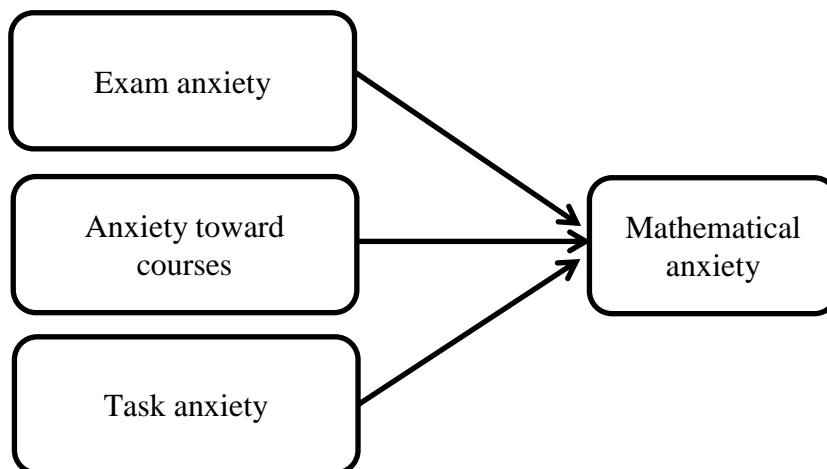 Exam anxiety
Anxiety toward
courses
Task anxiety
Mathematical
anxiety